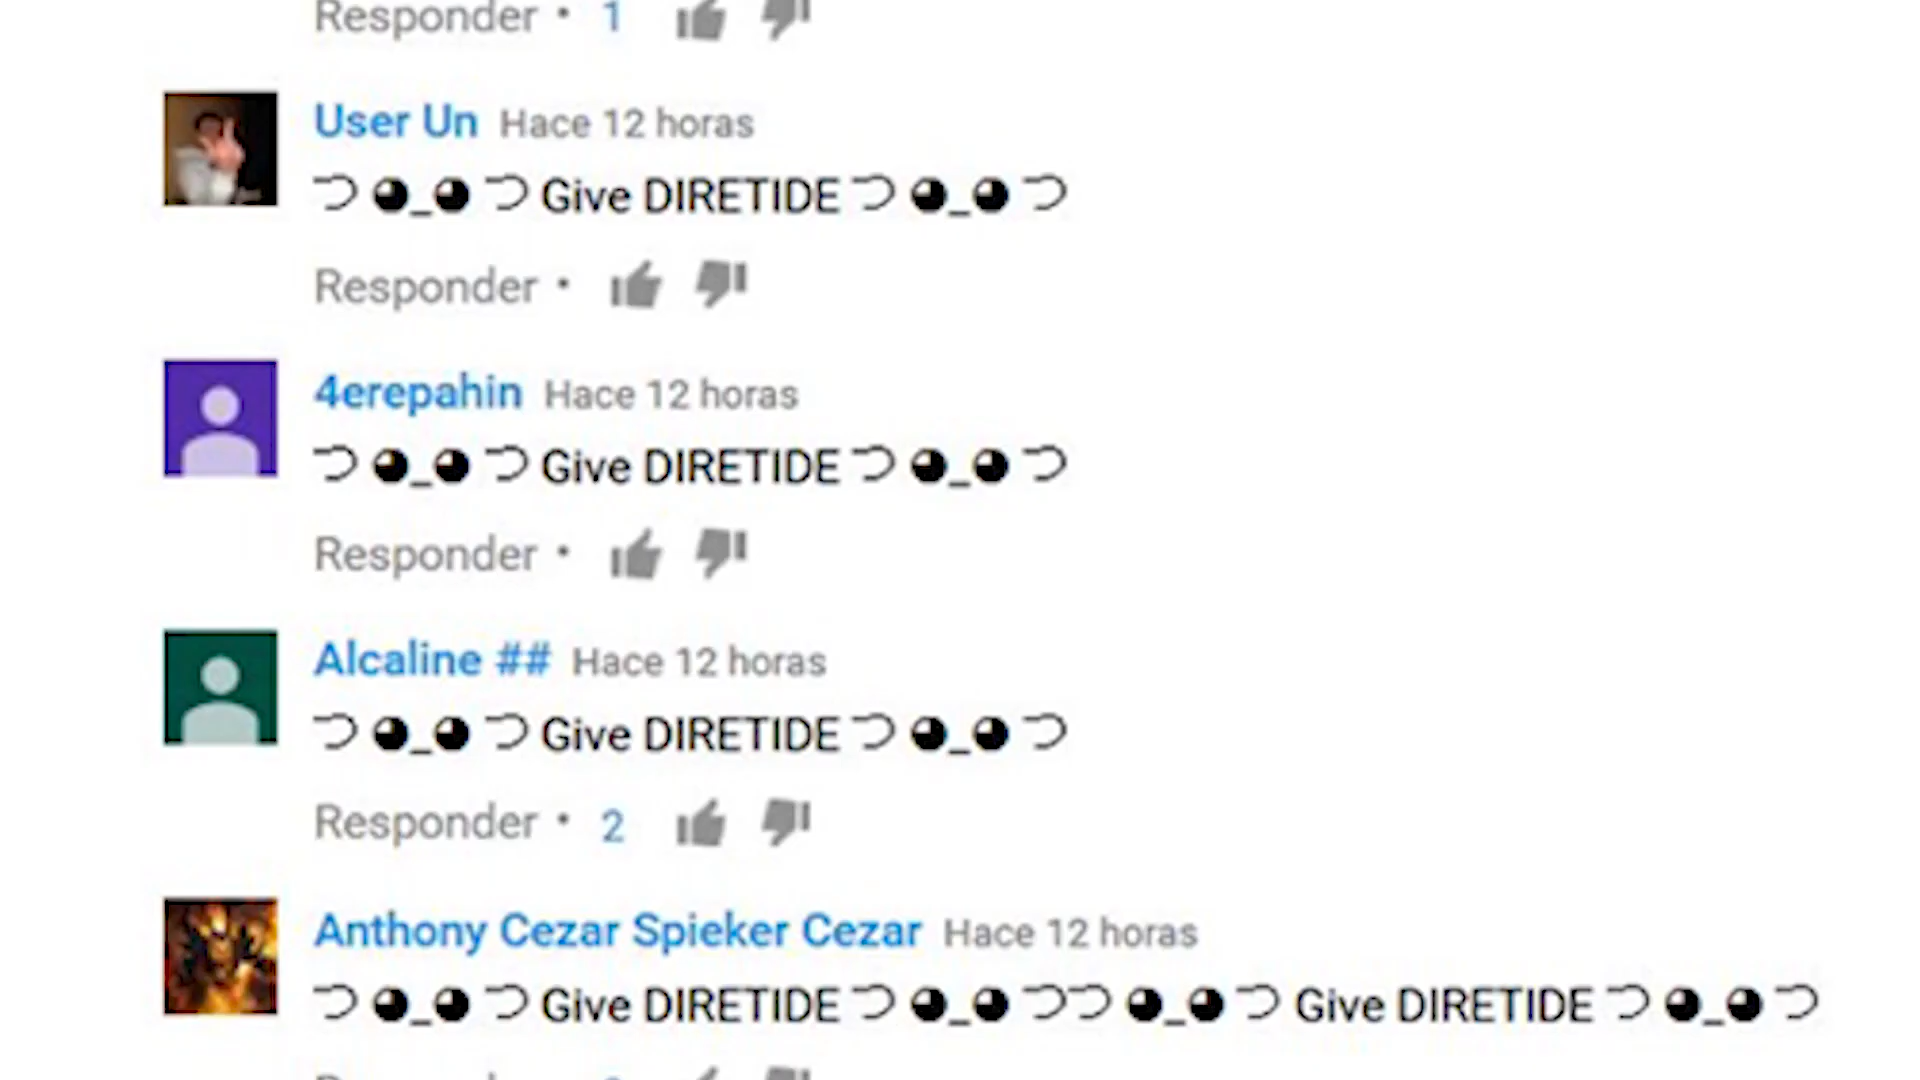 Responder • 1
User Un Hace 12 horas
つ ◕_◕ つ Give DIRETIDE つ ◕_◕ つ
Responder •
4erepahin Hace 12 horas
つ ◕_◕ つ Give DIRETIDE つ ◕_◕ つ
Responder •
Alcaline ## Hace 12 horas
つ ◕_◕ つ Give DIRETIDE つ ◕_◕ つ
Responder • 2
Anthony Cezar Spieker Cezar Hace 12 horas
つ ◕_◕ つ Give DIRETIDE つ ◕_◕ つつ ◕_◕ つ Give DIRETIDE つ ◕_◕ つ